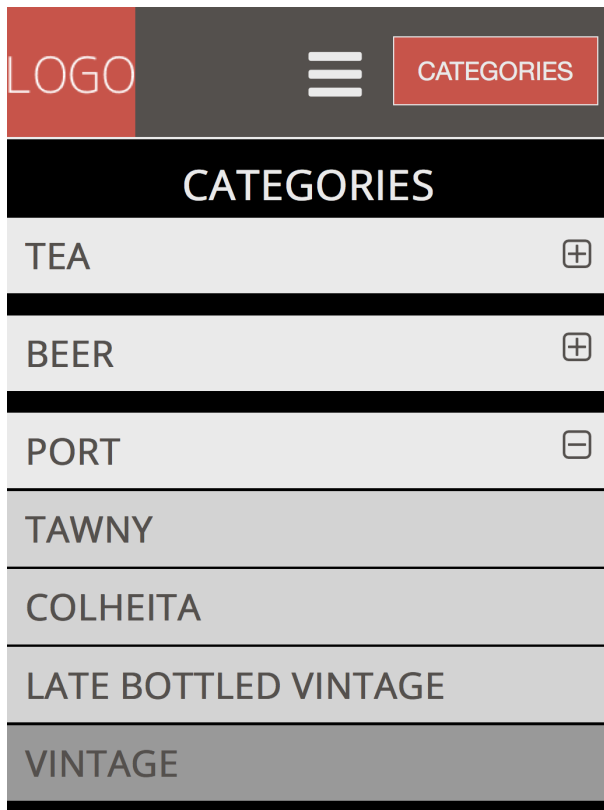 LOGO
CATEGORIES
CATEGORIES
TEA
BEER
PORT
TAWNY
COLHEITA
LATE BOTTLED VINTAGE
VINTAGE